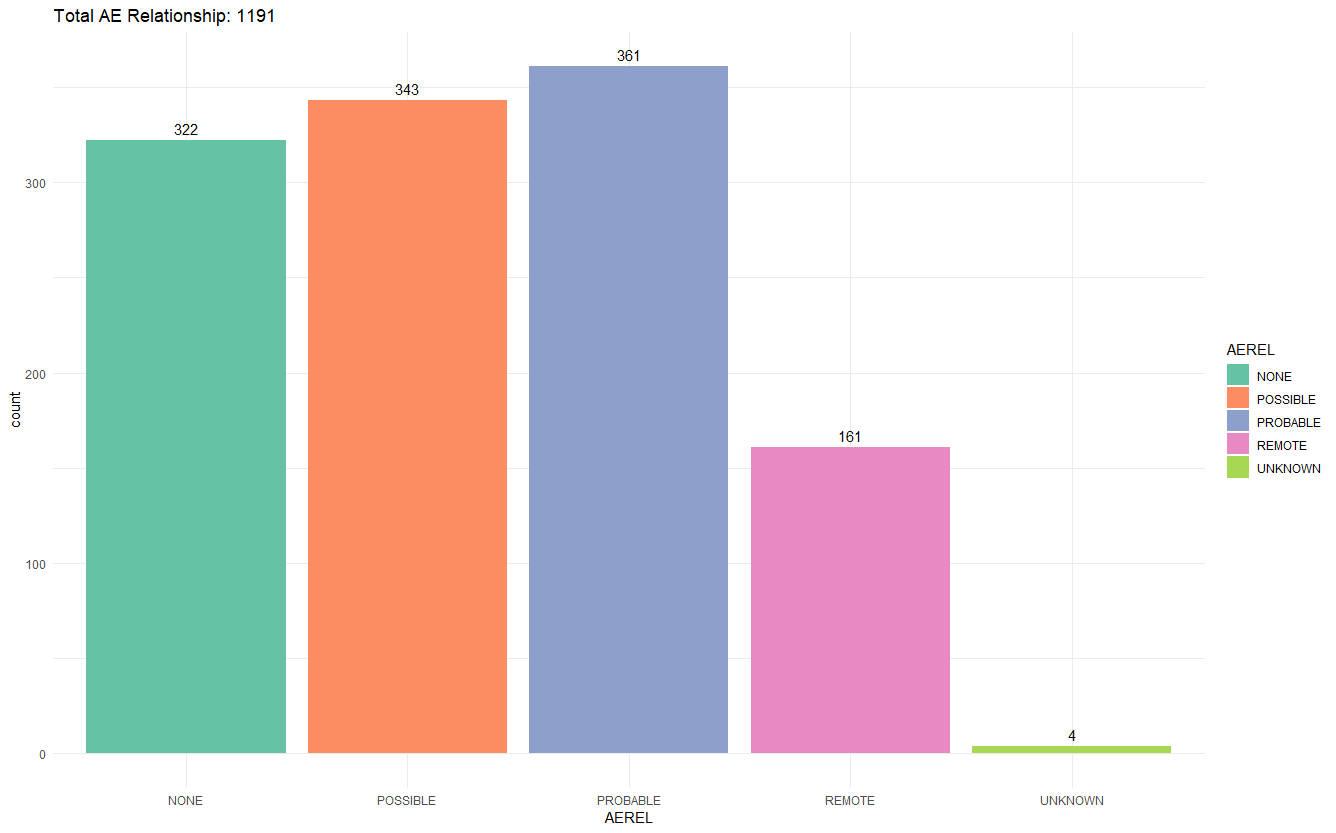 Total AE Relationship: 1191
361
343
322
300
200
161
100
4
0
count
NONE
POSSIBLE
PROBABLE
REMOTE
UNKNOWN
AEREL
AEREL
NONE
POSSIBLE
PROBABLE
REMOTE
UNKNOWN